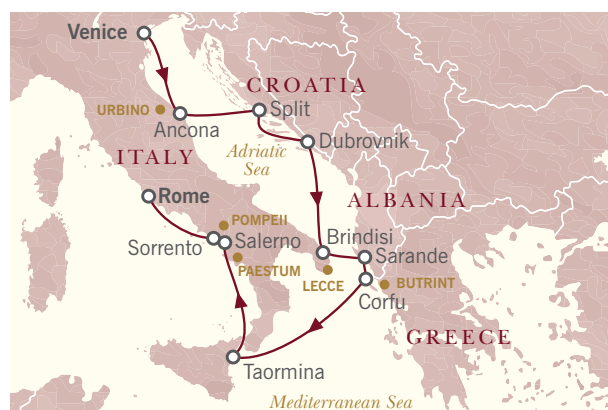 Venice
CROATIA
URBINO
Ancona
Split
Adriatic
Sea
Dubrovnik
ITALY
Rome
ALBANIA
POMPEII
Sorrento
Salerno
Brindisi
Sarande
PAESTUM
LECCE
BUTRINT
Corfu
GREECE
Taormina
Mediterranean Sea